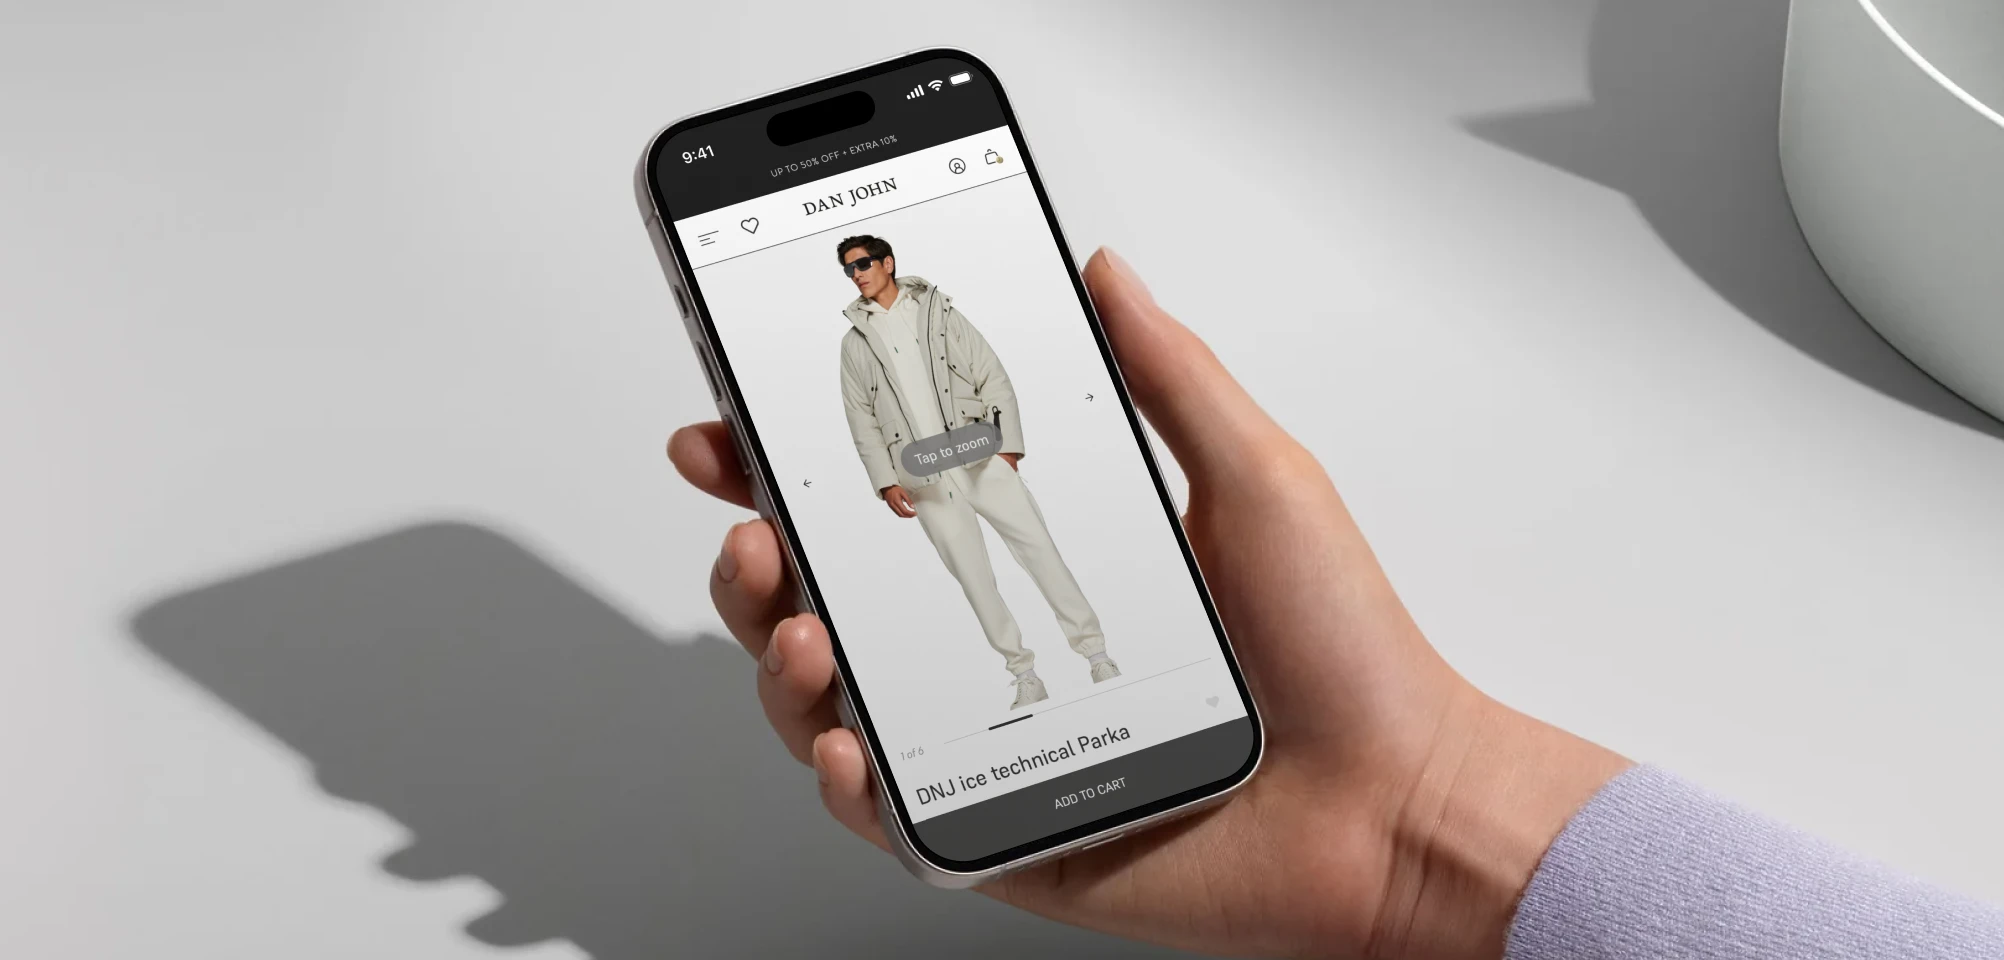 9:41
UP TO 50% OFF + EXTRA 10%
DAN JOHN
Tap to zoom
1 of 6
DNJ ice technical Parka
ADD TO CART